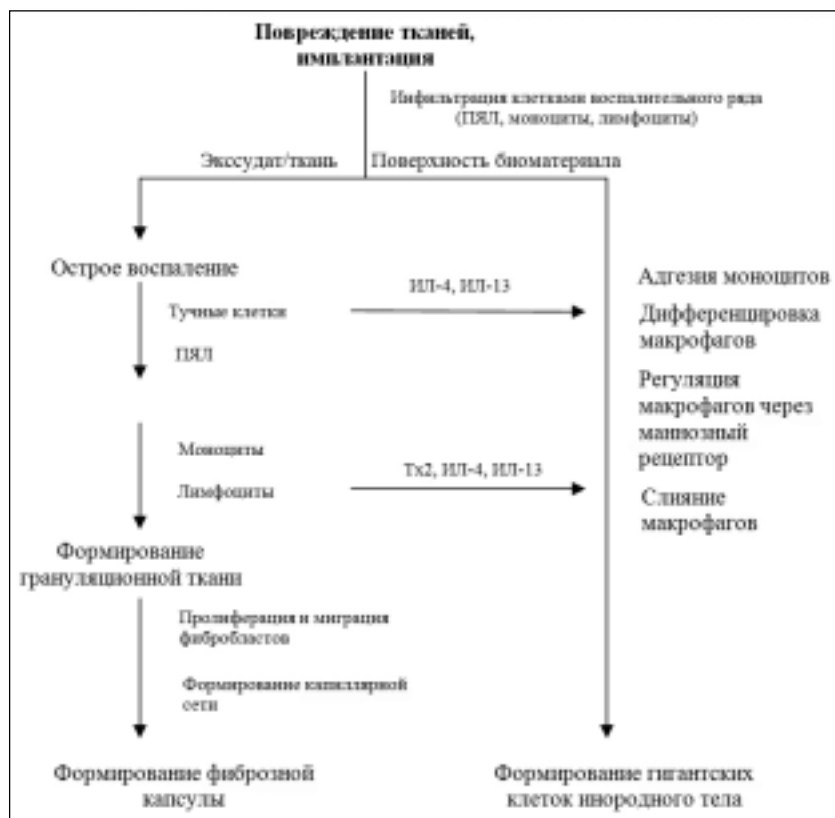 Повреждение тканей,
имплантация
Инфильтрация клетками воспалительного ряда
(ПЯЛ, моноциты, лимфоциты)
Экссудат/ткань
Поверхность биоматериала
Острое воспаление
ИЛ-4, ИЛ-13
Тучные клетки
ПЯЛ
Адгезия моноцитов
Дифференцировка
макрофагов
Регуляция
макрофагов через
маннозный
рецептор
Слияние
макрофагов
Моноциты
Лимфоциты
Тх2, ИЛ-4, ИЛ-13
Формирование
грануляционной ткани
Пролиферация и миграция
фибробластов
Формирование капиллярной
сети
Формирование фиброзной
капсулы
Формирование гигантских
клеток инородного тела